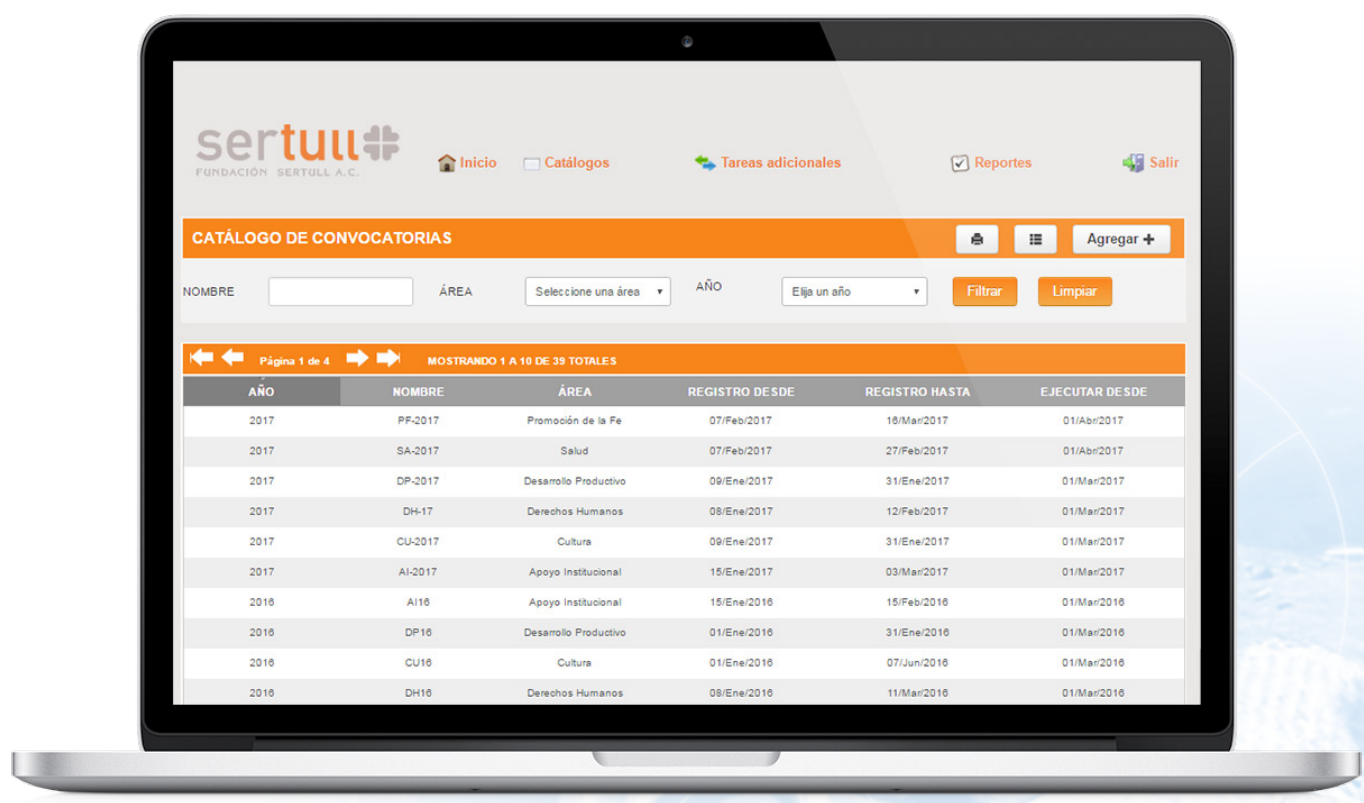 sertull
FUNDACIÓN SERTULL A.C.
Inicio Catálogos Tareas adicionales Reportes Salir
CATÁLOGO DE CONVOCATORIAS Agregar +
NOMBRE ÁREA Seleccione una área AÑO Elija un año Filtrar Limpiar
Página 1 de 4 MOSTRANDO 1 A 10 DE 39 TOTALES
AÑO NOMBRE ÁREA REGISTRO DESDE REGISTRO HASTA EJECUTAR DESDE
2017 PF-2017 Promoción de la Fe 07/Feb/2017 16/Mar/2017 01/Abr/2017
2017 SA-2017 Salud 07/Feb/2017 27/Feb/2017 01/Abr/2017
2017 DP-2017 Desarrollo Productivo 09/Ene/2017 31/Ene/2017 01/Mar/2017
2017 DH-17 Derechos Humanos 08/Ene/2017 12/Feb/2017 01/Mar/2017
2017 CU-2017 Cultura 09/Ene/2017 31/Ene/2017 01/Mar/2017
2017 AI-2017 Apoyo Institucional 15/Ene/2017 03/Mar/2017 01/Mar/2017
2016 AI16 Apoyo Institucional 15/Ene/2016 15/Feb/2016 01/Mar/2016
2016 DP16 Desarrollo Productivo 01/Ene/2016 31/Ene/2016 01/Mar/2016
2016 CU16 Cultura 01/Ene/2016 07/Jun/2016 01/Mar/2016
2016 DH16 Derechos Humanos 08/Ene/2016 11/Mar/2016 01/Mar/2016